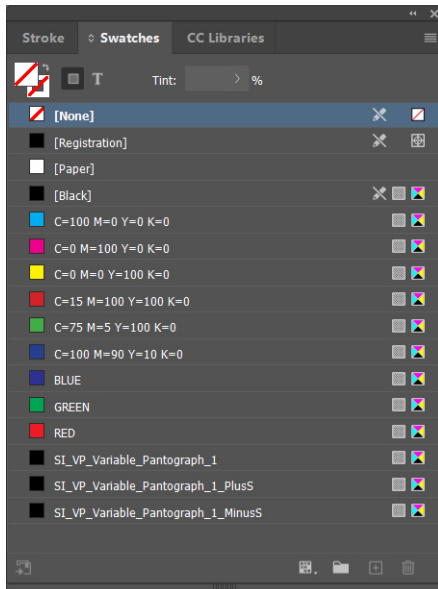 Stroke Swatches CC Libraries
T Tint: %
[None]
[Registration]
[Paper]
[Black]
C=100 M=0 Y=0 K=0
C=0 M=100 Y=0 K=0
C=0 M=0 Y=100 K=0
C=15 M=100 Y=100 K=0
C=75 M=5 Y=100 K=0
C=100 M=90 Y=10 K=0
BLUE
GREEN
RED
SI_VP_Variable_Pantograph_1
SI_VP_Variable_Pantograph_1_PlusS
SI_VP_Variable_Pantograph_1_MinusS